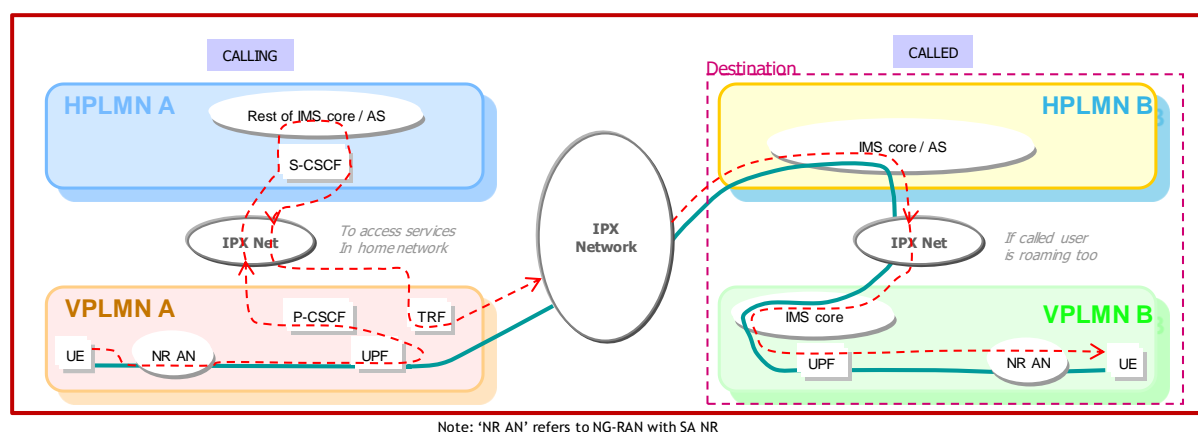 CALLING
CALLED
Destination
HPLMN A
Rest of IMS core / AS
S-CSCF
HPLMN B
IMS core / AS
IPX Net
To access services
In home network
IPX
Network
IPX Net
If called user
is roaming too
VPLMN A
P-CSCF
TRF
UE
NR AN
UPF
VPLMN B
IMS core
UPF
NR AN
UE
Note: ‘NR AN’ refers to NG-RAN with SA NR